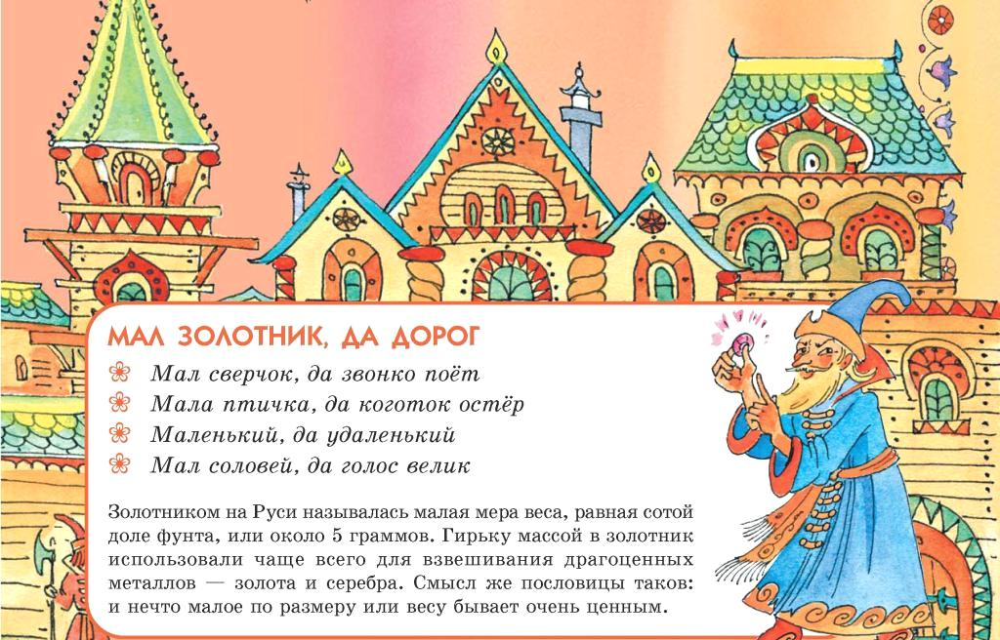 МАЛ ЗОЛОТНИК, ДА ДОРОГ
Мал сверчок, да звонко поёт
Мала птичка, да коготок остёр
Маленький, да удаленький
Мал соловей, да голос велик
Золотником на Руси называлась малая мера веса, равная сотой
доле фунта, или около 5 граммов. Гирьку массой в золотник
использовали чаще всего для взвешивания драгоценных
металлов — золота и серебра. Смысл же пословицы таков:
и нечто малое по размеру или весу бывает очень ценным.